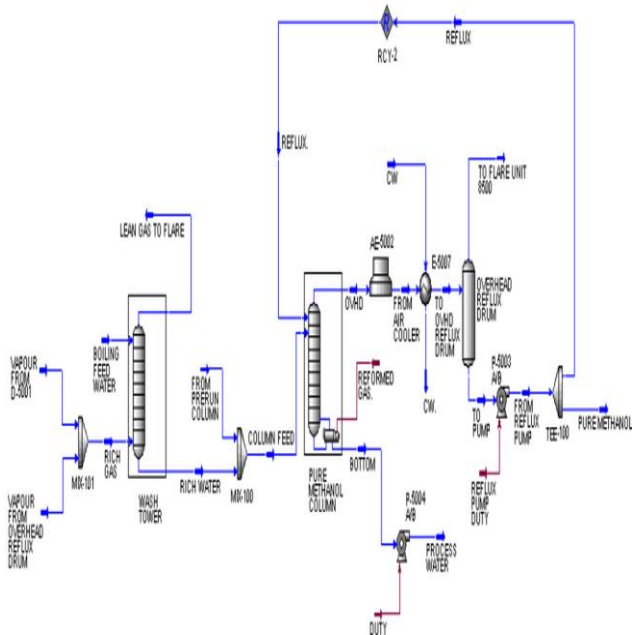 RCY-2
REFLUX
REFLUX.
CW
TO FLARE UNIT
8500
LEAN GAS TO FLARE
AE-5002
E-5007
OVHD
FROM
AIR
COOLER
TO
OVHD
REFLUX
DRUM
OVERHEAD
REFLUX
DRUM
BOILING
FEED
WATER
VAPOUR
FROM
D-5001
FROM
PRERUN
COLUMN
REFORMED
GAS.
CW.
P-5003
A/B
TO
PUMP
FROM
REFLUX
PUMP
TEE-100
PURE METHANOL
RICH
GAS
MIX-101
COLUMN FEED
BOTTOM
RICH WATER
MIX-100
PURE
METHANOL
COLUMN
WASH
TOWER
VAPOUR
FROM
OVERHEAD
REFLUX
DRUM
REFLUX
PUMP
DUTY
P-5004
A/B
PROCESS
WATER
DUTY